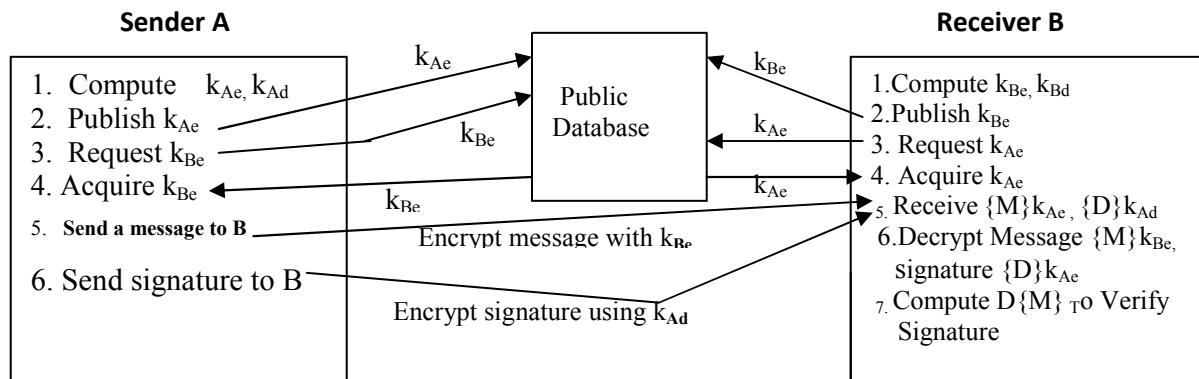 Sender A
Receiver B
1. Compute k_Ae, k_Ad
2. Publish k_Ae
3. Request k_Be
4. Acquire k_Be
5. Send a message to B
6. Send signature to B
k_Ae
k_Be
k_Be
Public
Database
k_Be
k_Ae
k_Ae
Encrypt message with k_Be
Encrypt signature using k_Ad
1.Compute k_Be, k_Bd
2.Publish k_Be
3. Request k_Ae
4. Acquire k_Ae
5. Receive {M}k_Ae , {D}k_Ad
6.Decrypt Message {M}k_Be,
signature {D}k_Ae
7. Compute D{M} To Verify
Signature